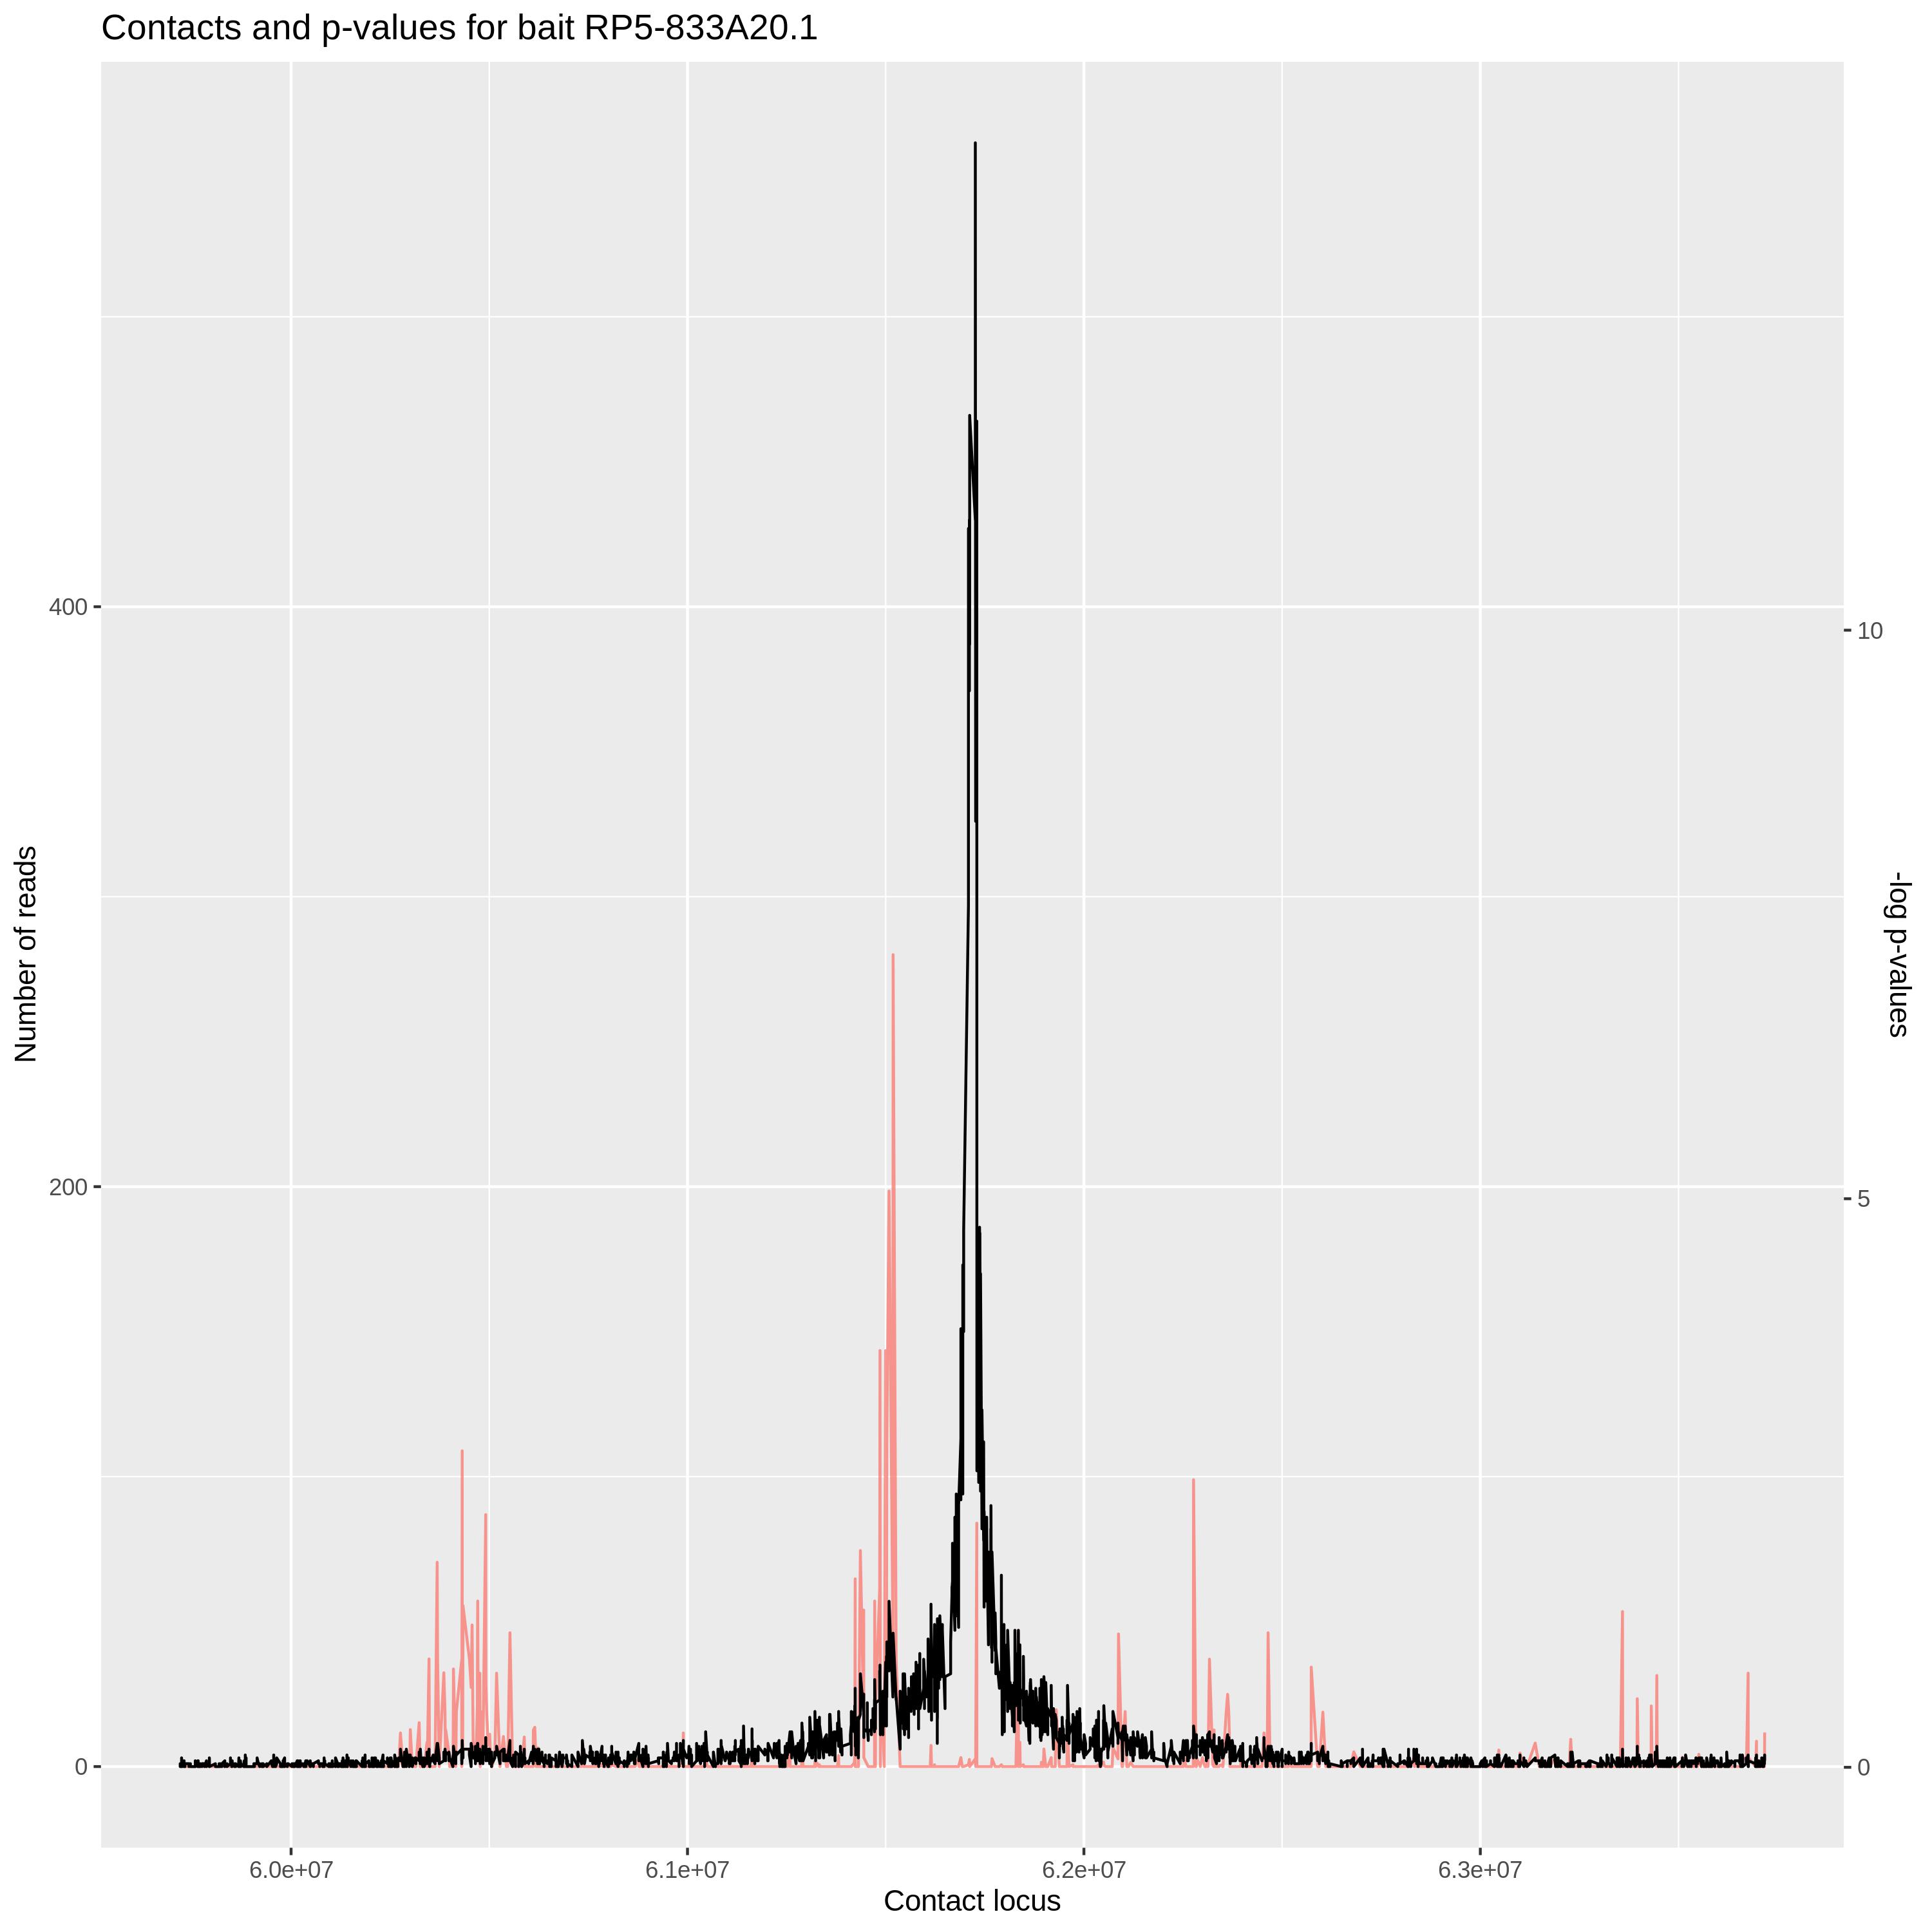 Contacts and p-values for bait RP5-833A20.1
Number of reads
400
200
0
10
5
0
-log p-values
6.0e+07 6.1e+07 6.2e+07 6.3e+07
Contact locus